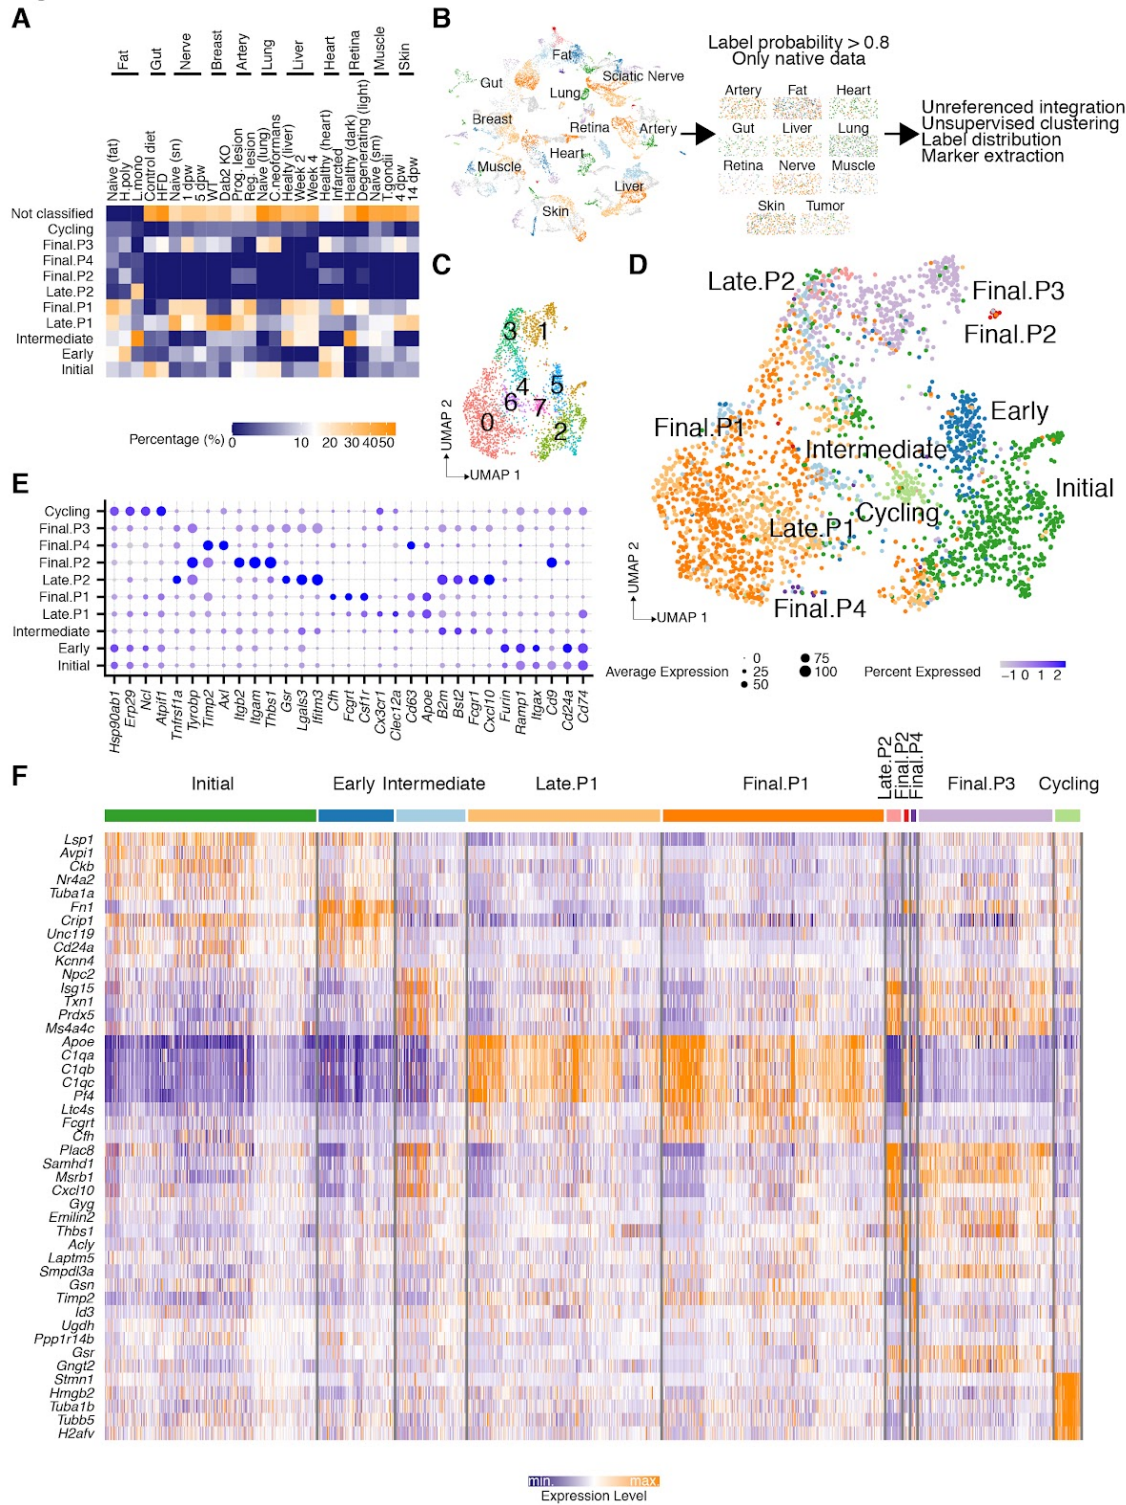 A
Fat
Gut
Nerve
Breast
Artery
Lung
Liver
Heart
Retina
Muscle
Skin
Naive (fat)
H.poly
L.mono
Control diet
HFD
Naive (sn)
1 dpw
5 dpw
WT
Dab2 KO
Prog. lesion
Reg. lesion
Naive (lung)
C.neoformans
Healty (liver)
Week 2
Week 4
Healthy (heart)
Infarcted
Healthy (dark)
Degenerating (light)
Naive (sm)
T.gondii
4 dpw
14 dpw
Not classified
Cycling
Final.P3
Final.P4
Final.P2
Late.P2
Final.P1
Late.P1
Intermediate
Early
Initial
Percentage (%) 0 10 20 30 40 50
B
Fat
Gut
Sciatic Nerve
Lung
Breast
Retina
Artery
Heart
Muscle
Liver
Skin
Label probability > 0.8
Only native data
Artery Fat Heart
Gut Liver Lung
Retina Nerve Muscle
Skin Tumor
Unreferenced integration
Unsupervised clustering
Label distribution
Marker extraction
C
3 1
4 5
6 7
0 2
UMAP 2
UMAP 1
D
Late.P2
Final.P3
Final.P2
Early
Final.P1
Intermediate
Initial
Cycling
Late.P1
Final.P4
UMAP 2
UMAP 1
E
Cycling
Final.P3
Final.P4
Final.P2
Late.P2
Final.P1
Late.P1
Intermediate
Early
Initial
Hsp90ab1
Erp29
Ncl
Atpif1
Tnfrsf1a
Tyrobp
Timp2
Axl
Itgb2
Itgam
Thbs1
Gsr
Lgals3
Ifitm3
Cfh
Fcgrt
Csf1r
Cx3cr1
Clec12a
Cd63
Apoe
B2m
Bst2
Fcgr1
Cxcl10
Furin
Ramp1
Itgax
Cd9
Cd24a
Cd74
Average Expression
0
25
50
75
100
Percent Expressed
-1 0 1 2
F
Initial
Early
Intermediate
Late.P1
Final.P1
Late.P2
Final.P2
Final.P4
Final.P3
Cycling
Lsp1
Avpi1
Ckb
Nr4a2
Tuba1a
Fn1
Crip1
Unc119
Cd24a
Kcnn4
Npc2
Isg15
Txn1
Prdx5
Ms4a4c
Apoe
C1qa
C1qb
C1qc
Pf4
Ltc4s
Fcgrt
Cfh
Plac8
Samhd1
Msrb1
Cxcl10
Gyg
Emilin2
Thbs1
Acly
Laptm5
Smpdl3a
Gsn
Timp2
Id3
Ugdh
Ppp1r14b
Gsr
Gngt2
Stmn1
Hmgb2
Tuba1b
Tubb5
H2afv
min. max
Expression Level